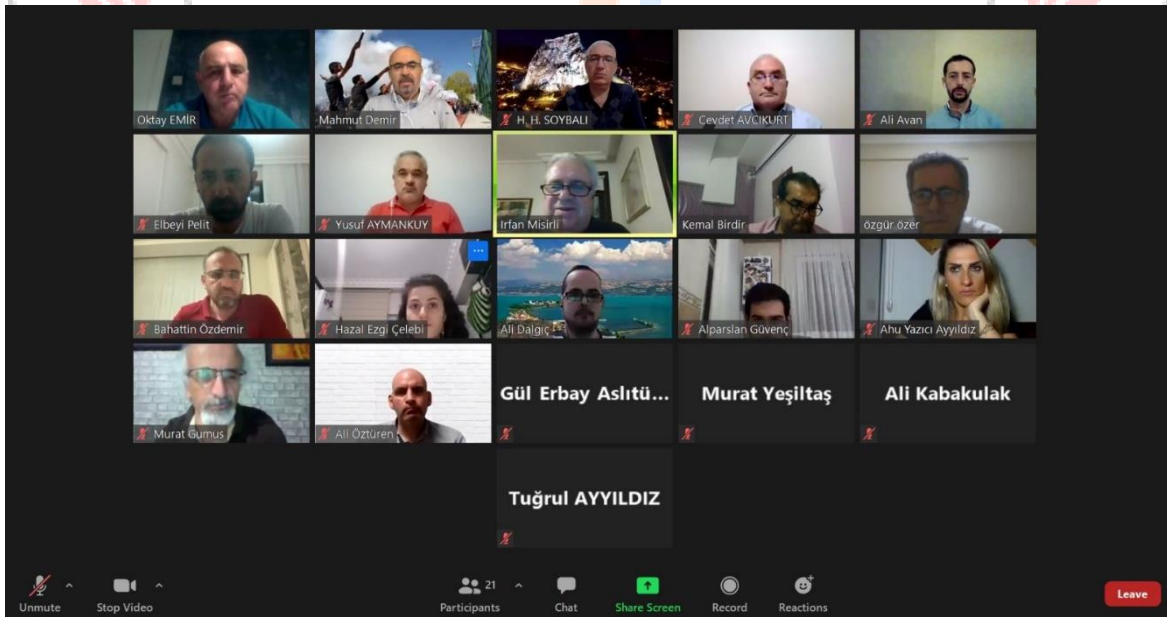 Oktay EMİR
Mahmut Demir
H. H. SOYBALI
Cevdet AVCIKURT
Ali Avan
Elbeyi Pelit
Yusuf AYMANKUY
Irfan Misirli
Kemal Birdir
özgür özer
Bahattin Özdemir
Hazal Ezgi Çelebi
Ali Dalgıç
Alparslan Güvenç
Ahu Yazıcı Ayyıldız
Murat Gumus
Ali Öztüren
Gül Erbay Aslıtü...
Murat Yeşiltaş
Ali Kabakulak
Tuğrul AYYILDIZ
Unmute
Stop Video
21
Participants
Chat
Share Screen
Record
Reactions
Leave